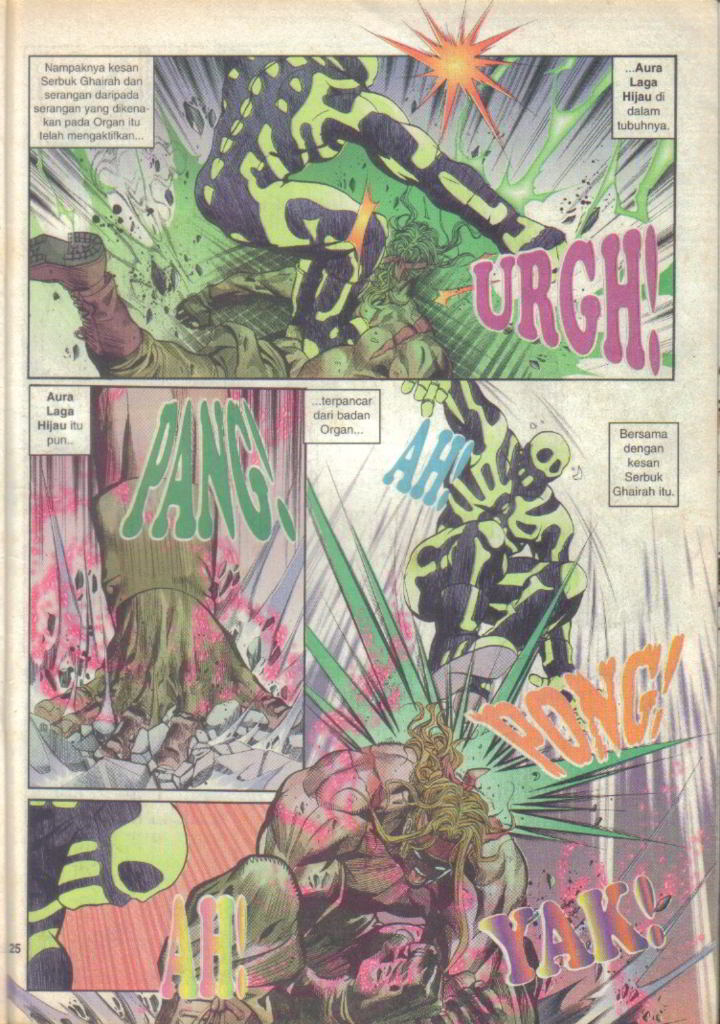 Nampaknya kesan
Serbuk Ghairah dan
serangan daripada
serangan yang dikena-
kan pada Organ itu
telah mengaktifkan...
...Aura
Laga
Hijau di
dalam
tubuhnya.
URGH!
Aura
Laga
Hijau itu
pun..
PANG!
...terpancar
dari badan
Organ...
AH!
Bersama
dengan
kesan
Serbuk
Ghairah itu.
PONG!
AH!
YAK!
25